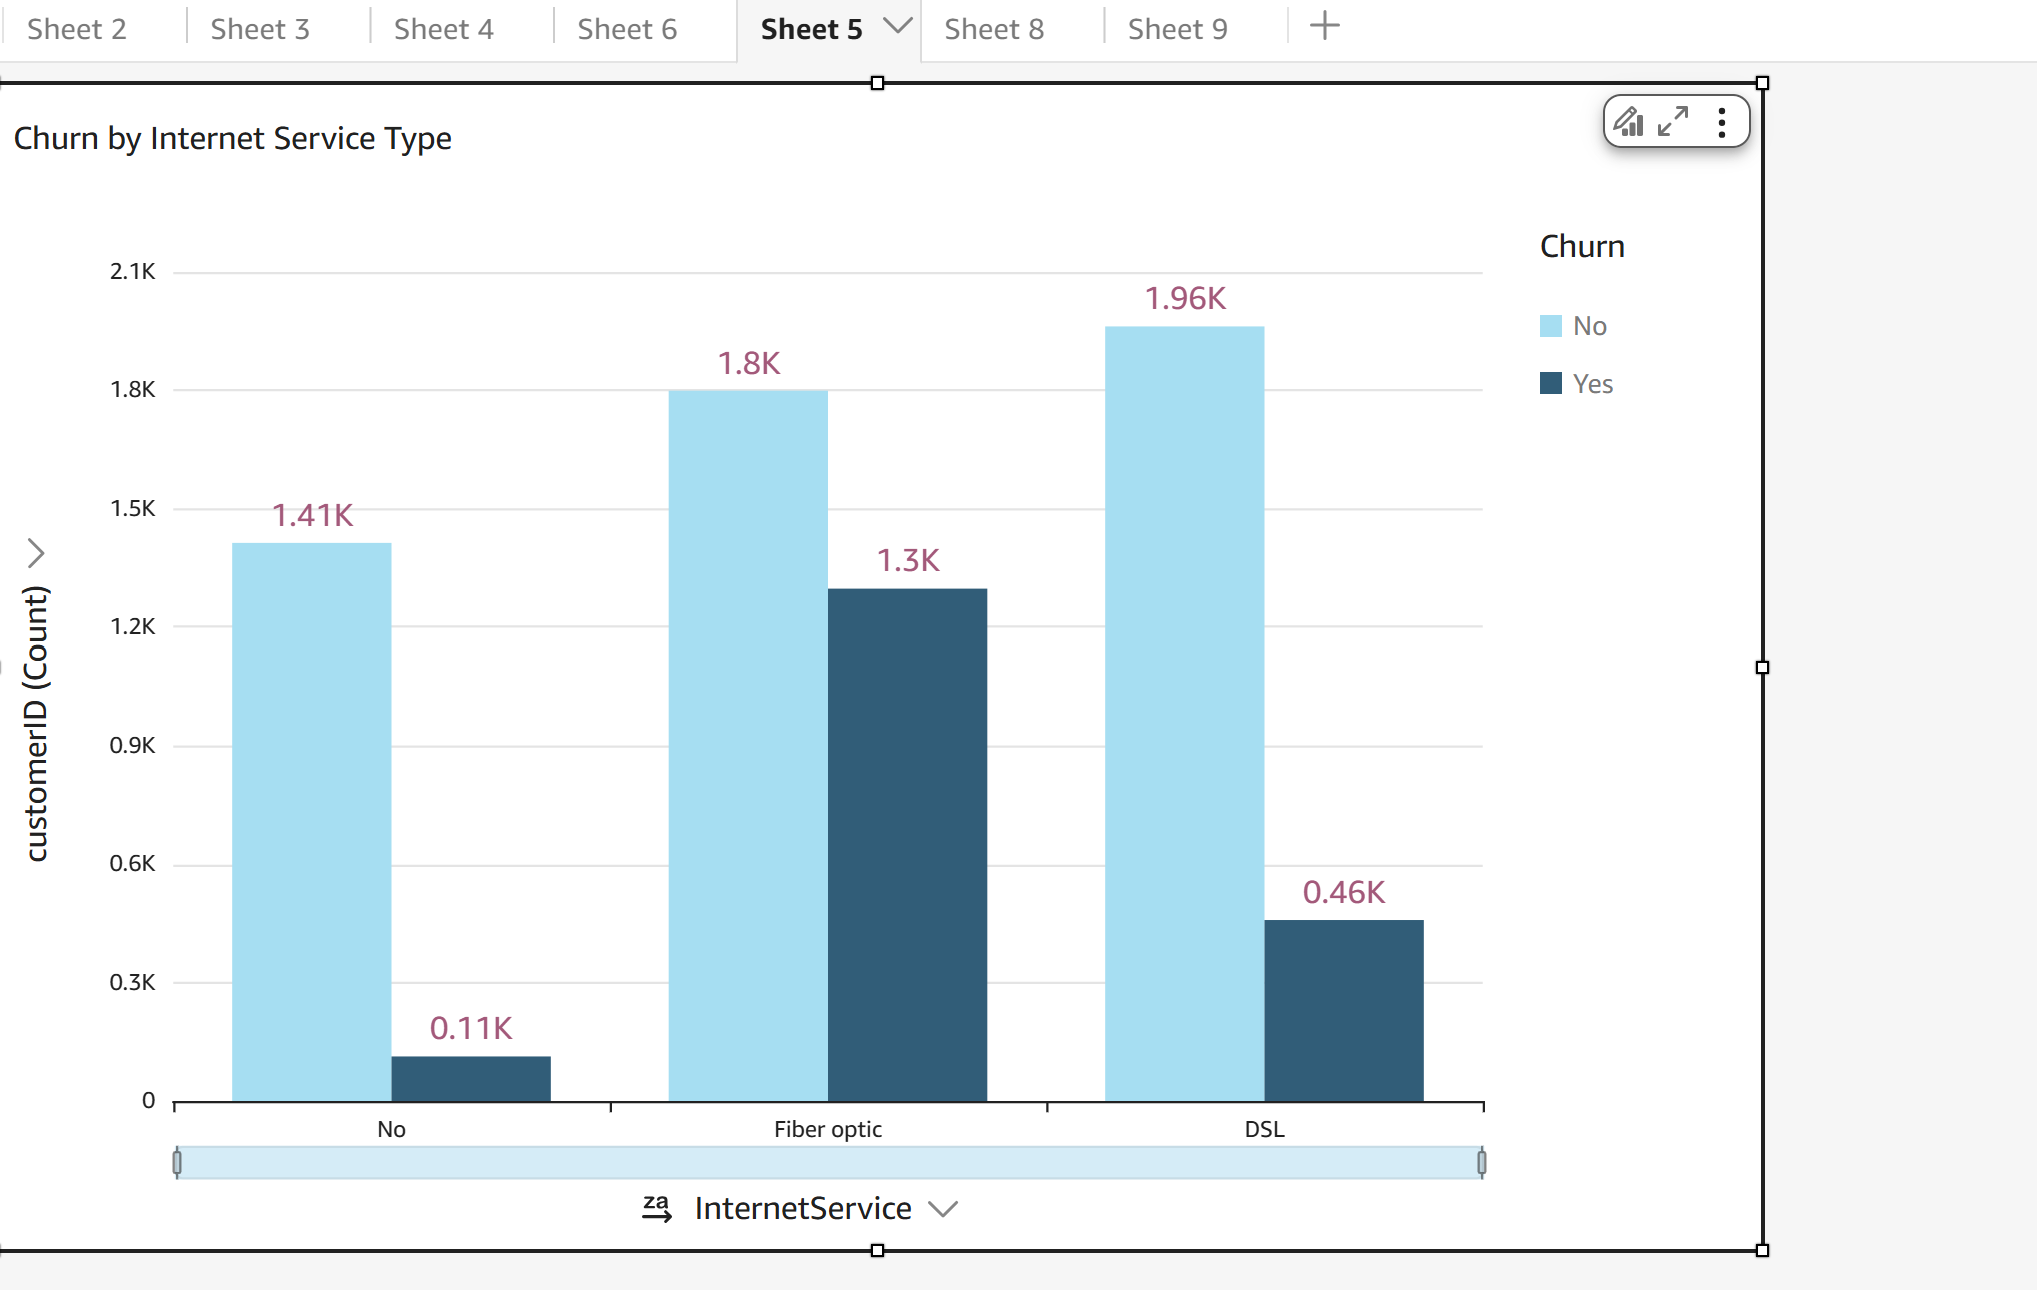 Sheet 2 Sheet 3 Sheet 4 Sheet 6 Sheet 5 Sheet 8 Sheet 9
Churn by Internet Service Type
Churn
No
Yes
2.1K
1.8K
1.5K
1.2K
0.9K
0.6K
0.3K
0
customerID (Count)
1.41K
0.11K
1.8K
1.3K
1.96K
0.46K
No Fiber optic DSL
za InternetService